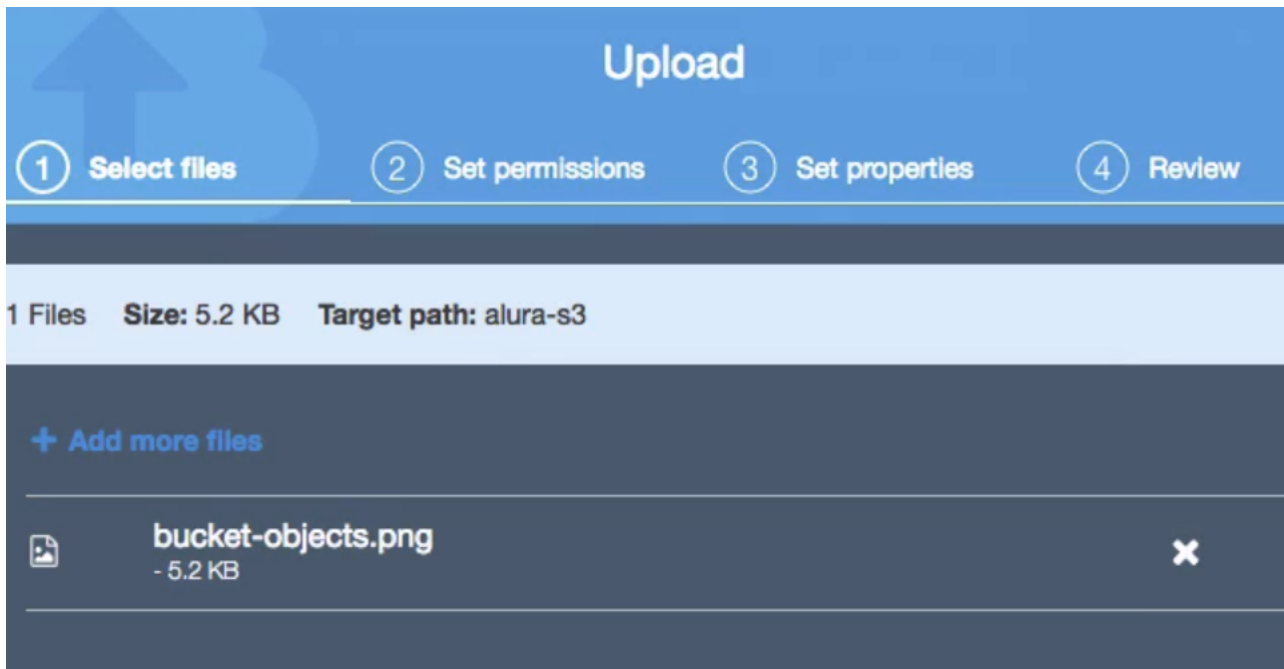 Upload
1 Select files 2 Set permissions 3 Set properties 4 Review
1 Files Size: 5.2 KB Target path: alura-s3
+ Add more files
bucket-objects.png
- 5.2 KB